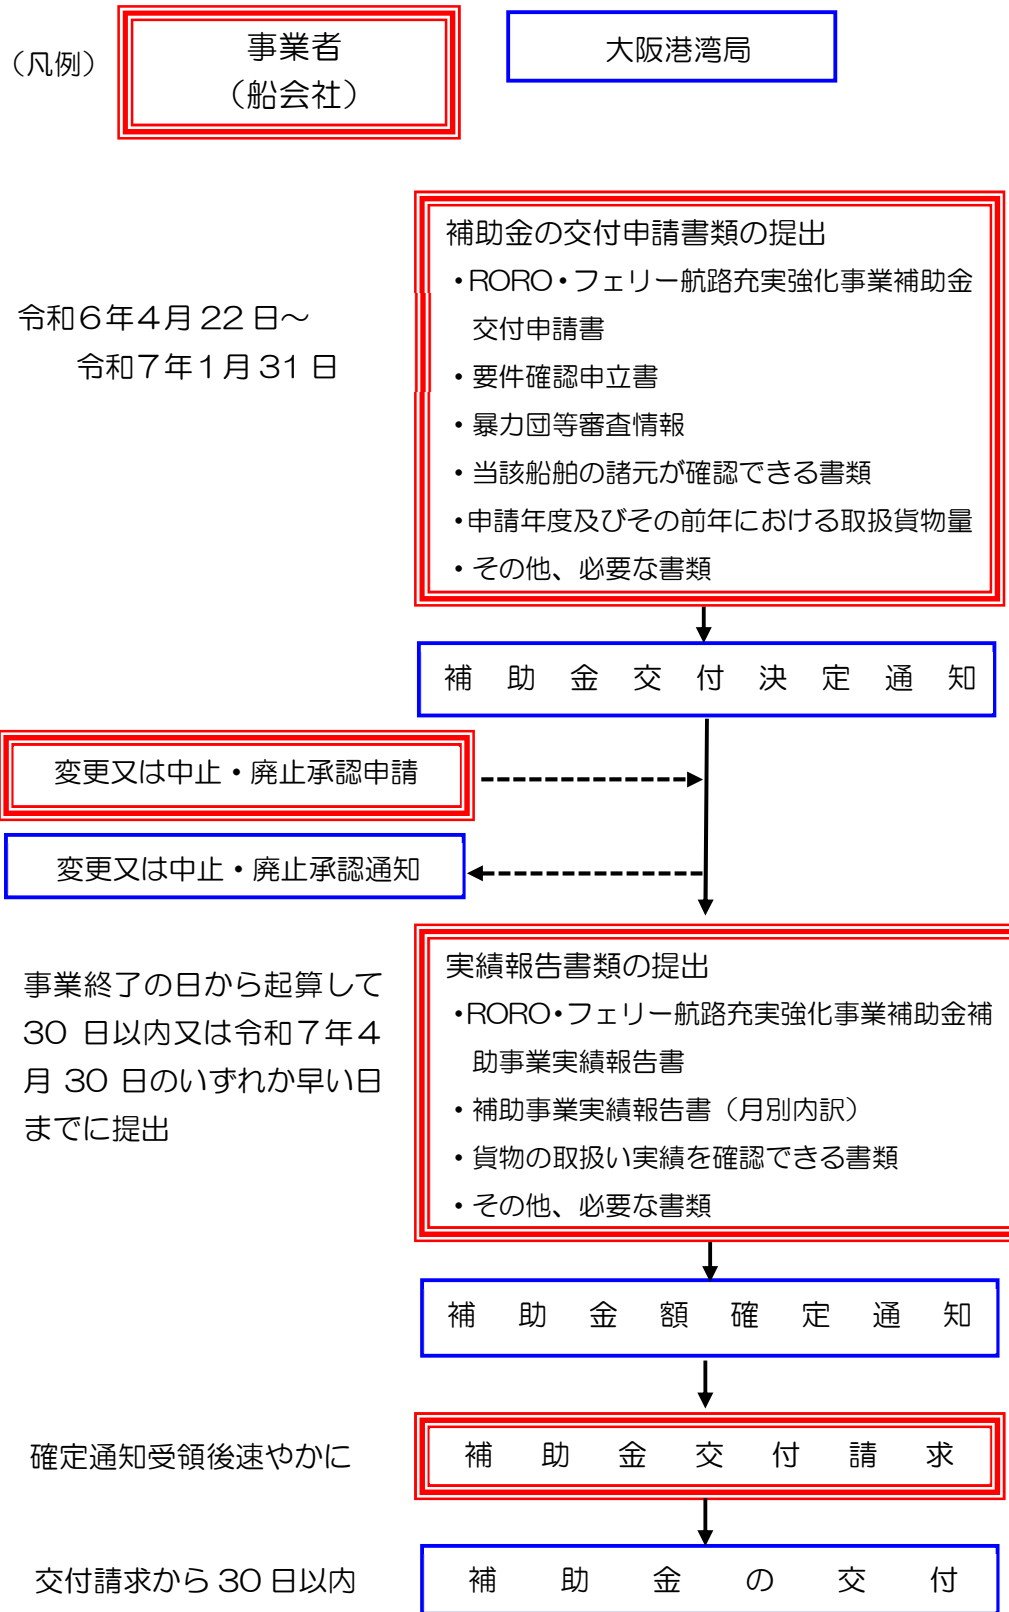 （凡例）
事業者
（船会社）
大阪港湾局
令和６年４月22日～
令和７年１月31日
補助金の交付申請書類の提出
・RORO・フェリー航路充実強化事業補助金
交付申請書
・要件確認申立書
・暴力団等審査情報
・当該船舶の諸元が確認できる書類
・申請年度及びその前年における取扱貨物量
・その他、必要な書類
補助金交付決定通知
変更又は中止・廃止承認申請
変更又は中止・廃止承認通知
事業終了の日から起算して
30 日以内又は令和７年４
月 30 日のいずれか早い日
までに提出
実績報告書類の提出
・RORO・フェリー航路充実強化事業補助金補
助事業実績報告書
・補助事業実績報告書（月別内訳）
・貨物の取扱い実績を確認できる書類
・その他、必要な書類
補助金額確定通知
確定通知受領後速やかに
補助金交付請求
交付請求から30日以内
補助金の交付